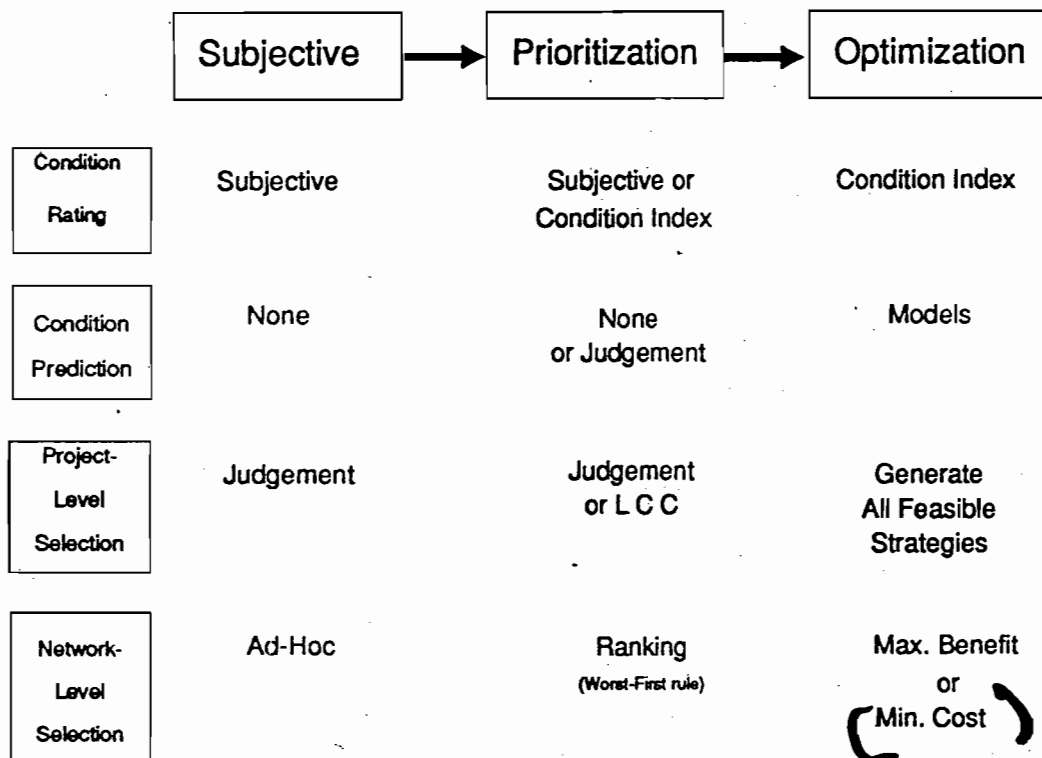 Subjective Prioritization Optimization
Condition
Rating
Subjective
Subjective or
Condition Index
Condition Index
Condition
Prediction
None
None
or Judgement
Models
Project-
Level
Selection
Judgement
Judgement
or L C C
Generate
All Feasible
Strategies
Network-
Level
Selection
Ad-Hoc
Ranking
(Worst-First rule)
Max. Benefit
or
Min. Cost